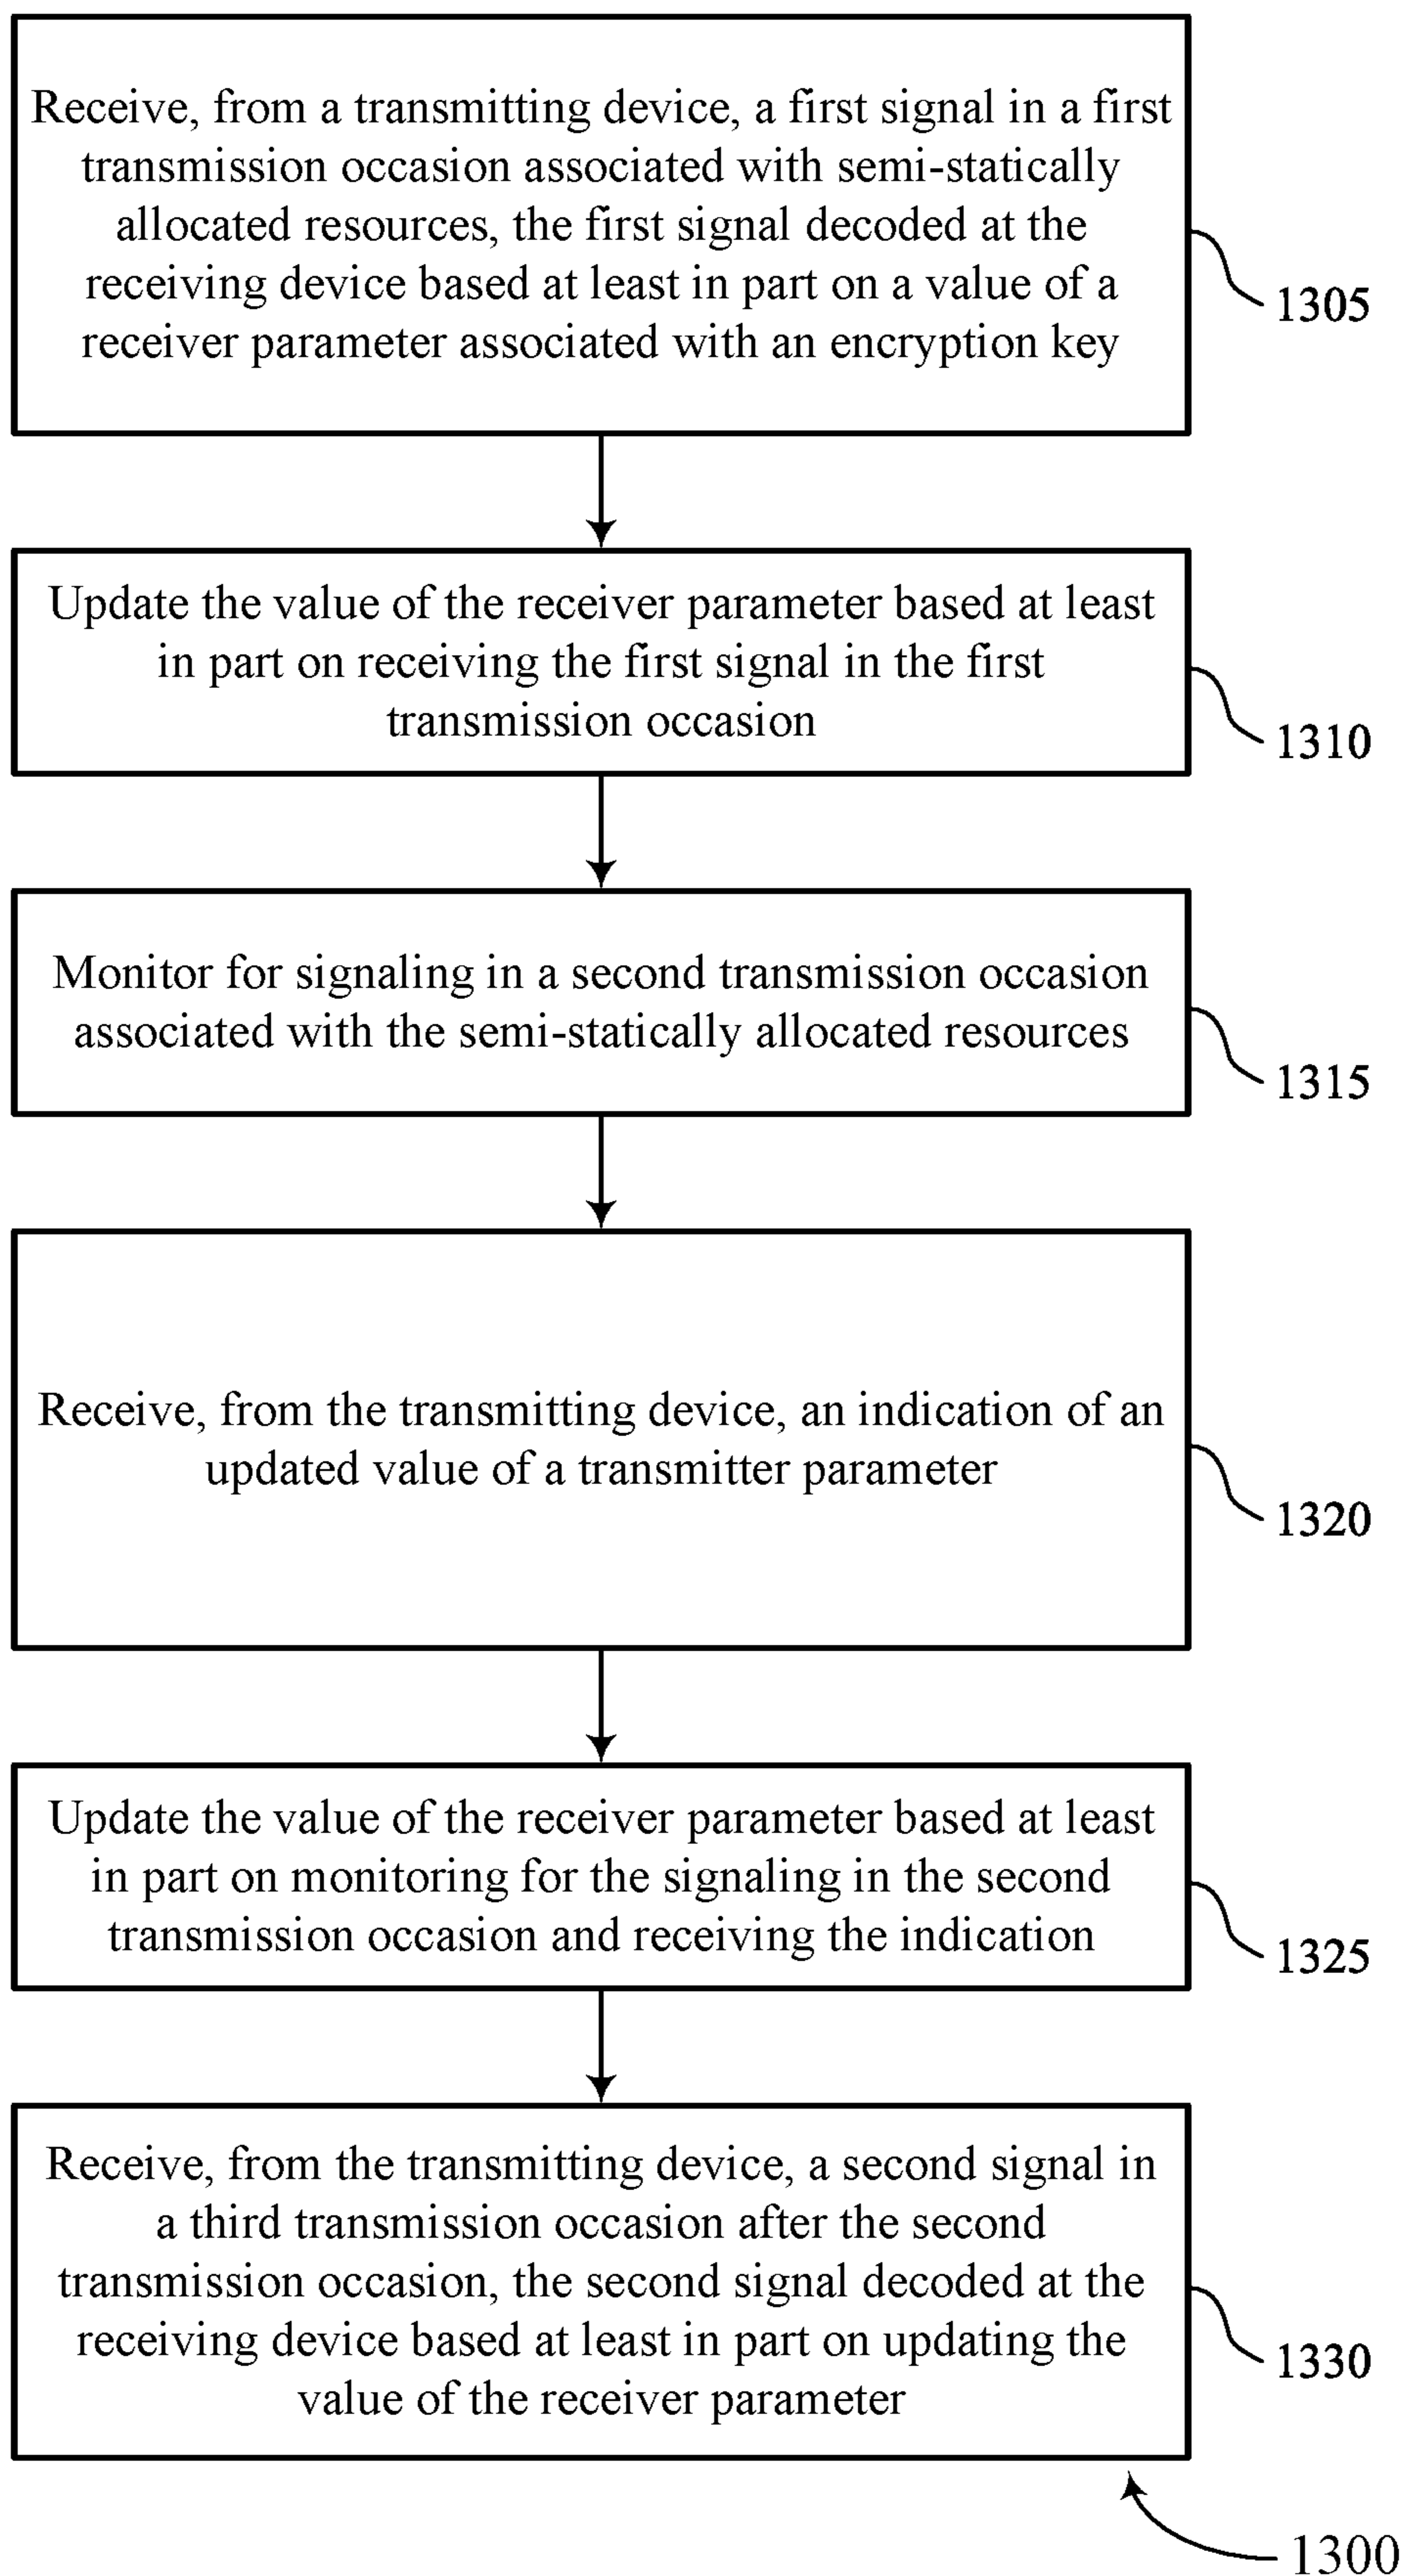 Receive, from a transmitting device, a first signal in a first
transmission occasion associated with semi-statically
allocated resources, the first signal decoded at the
receiving device based at least in part on a value of a
receiver parameter associated with an encryption key
1305
Update the value of the receiver parameter based at least
in part on receiving the first signal in the first
transmission occasion
1310
Monitor for signaling in a second transmission occasion
associated with the semi-statically allocated resources
1315
Receive, from the transmitting device, an indication of an
updated value of a transmitter parameter
1320
Update the value of the receiver parameter based at least
in part on monitoring for the signaling in the second
transmission occasion and receiving the indication
1325
Receive, from the transmitting device, a second signal in
a third transmission occasion after the second
transmission occasion, the second signal decoded at the
receiving device based at least in part on updating the
value of the receiver parameter
1330
1300